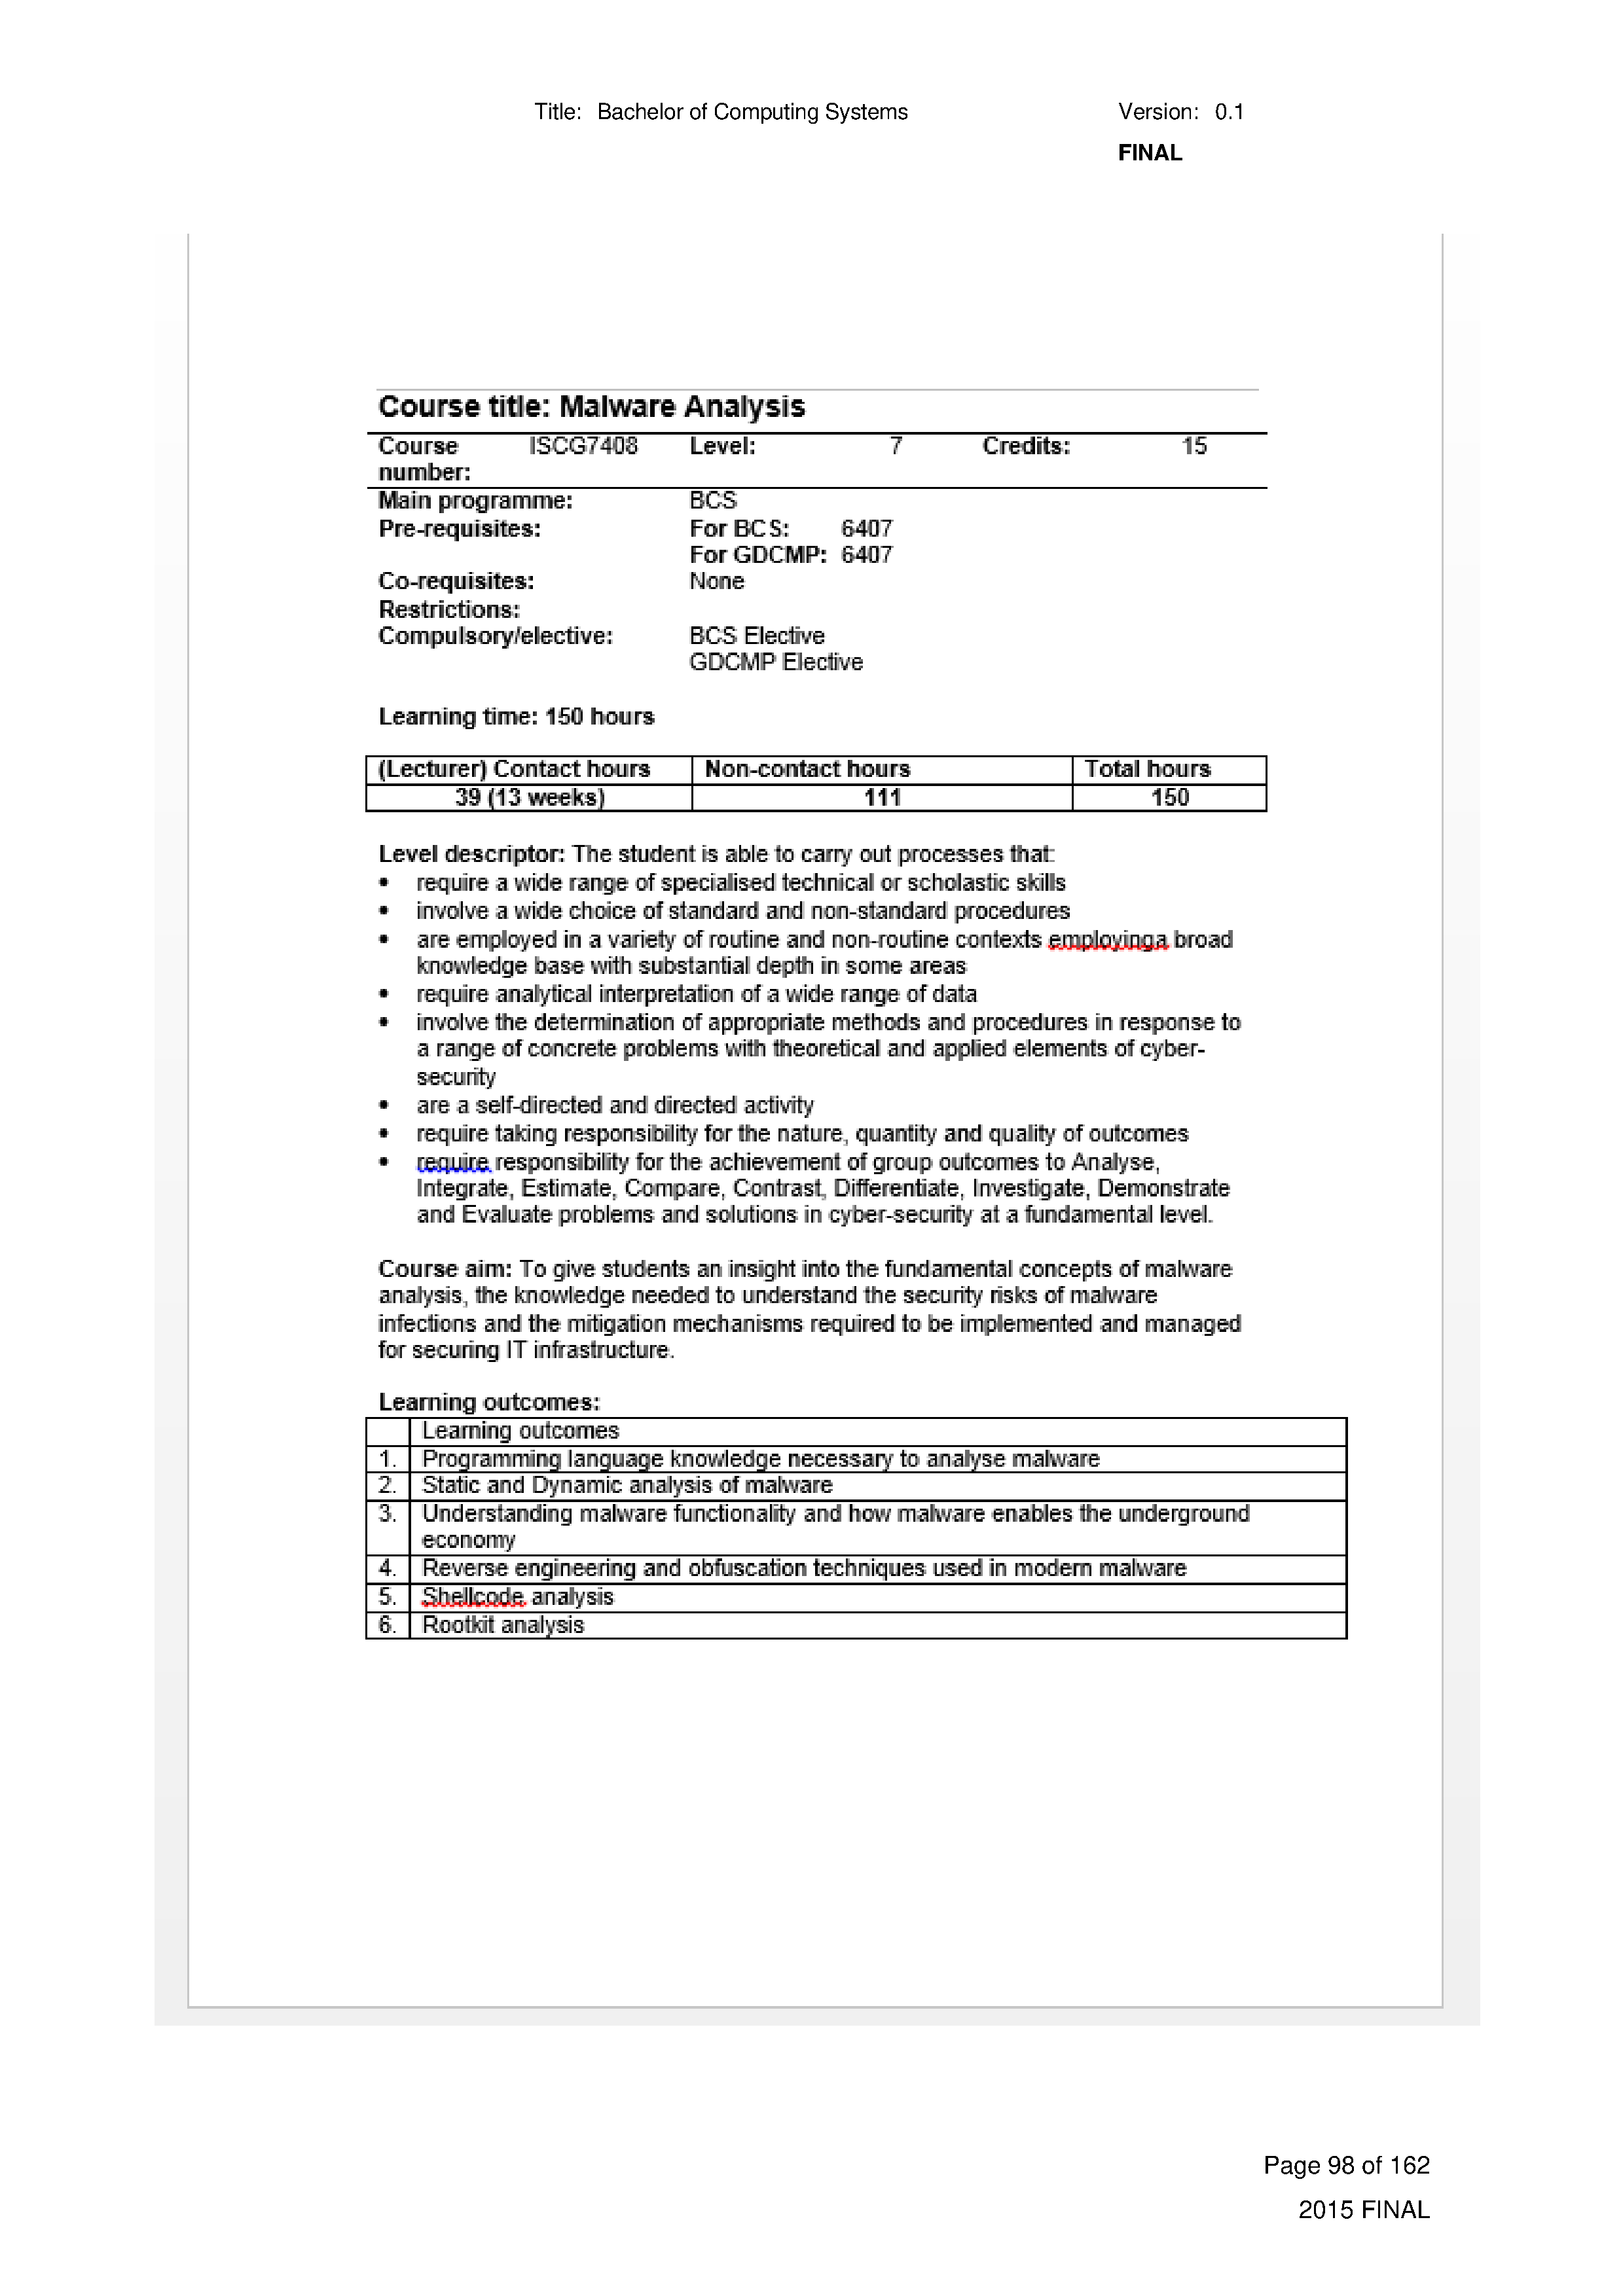 Title: Bachelor of Computing Systems Version: 0.1
FINAL
Course title: Malware Analysis
Course number: ISCG7408 Level: 7 Credits: 15
Main programme: BCS
Pre-requisites: For BCS: 6407
For GDCMP: 6407
Co-requisites: None
Restrictions:
Compulsory/elective: BCS Elective
GDCMP Elective
Learning time: 150 hours
(Lecturer) Contact hours Non-contact hours Total hours
39 (13 weeks) 111 150
Level descriptor: The student is able to carry out processes that:
• require a wide range of specialised technical or scholastic skills
• involve a wide choice of standard and non-standard procedures
• are employed in a variety of routine and non-routine contexts employinga broad
knowledge base with substantial depth in some areas
• require analytical interpretation of a wide range of data
• involve the determination of appropriate methods and procedures in response to
a range of concrete problems with theoretical and applied elements of cyber-
security
• are a self-directed and directed activity
• require taking responsibility for the nature, quantity and quality of outcomes
• require responsibility for the achievement of group outcomes to Analyse,
Integrate, Estimate, Compare, Contrast, Differentiate, Investigate, Demonstrate
and Evaluate problems and solutions in cyber-security at a fundamental level.
Course aim: To give students an insight into the fundamental concepts of malware
analysis, the knowledge needed to understand the security risks of malware
infections and the mitigation mechanisms required to be implemented and managed
for securing IT infrastructure.
Learning outcomes:
Learning outcomes
1. Programming language knowledge necessary to analyse malware
2. Static and Dynamic analysis of malware
3. Understanding malware functionality and how malware enables the underground
economy
4. Reverse engineering and obfuscation techniques used in modern malware
5. Shellcode analysis
6. Rootkit analysis
Page 98 of 162
2015 FINAL